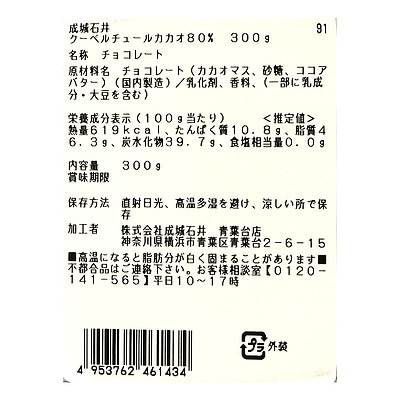 成城石井 91
クーベルチュールカカオ80% 300g
名称 チョコレート
原材料名 チョコレート(カカオマス、砂糖、ココア
バター)(国内製造)/乳化剤、香料、(一部に乳成
分・大豆を含む)
栄養成分表示(100g当たり) <推定値>
熱量619kcal、たんぱく質10.8g、脂質4
6.3g、炭水化物39.7g、食塩相当0.0g
内容量 300g
賞味期限
保存方法 直射日光、高温多湿を避け、涼しい所で保
存
加工者 株式会社成城石井 青葉台店
神奈川県横浜市青葉区青葉台2-6-15
■高温になると脂肪分が白く固まることがあります■
不都合品はご連絡下さい。お客様相談室【0120-
141-565】平日10~17時
4 953762 461434
プラ 外装